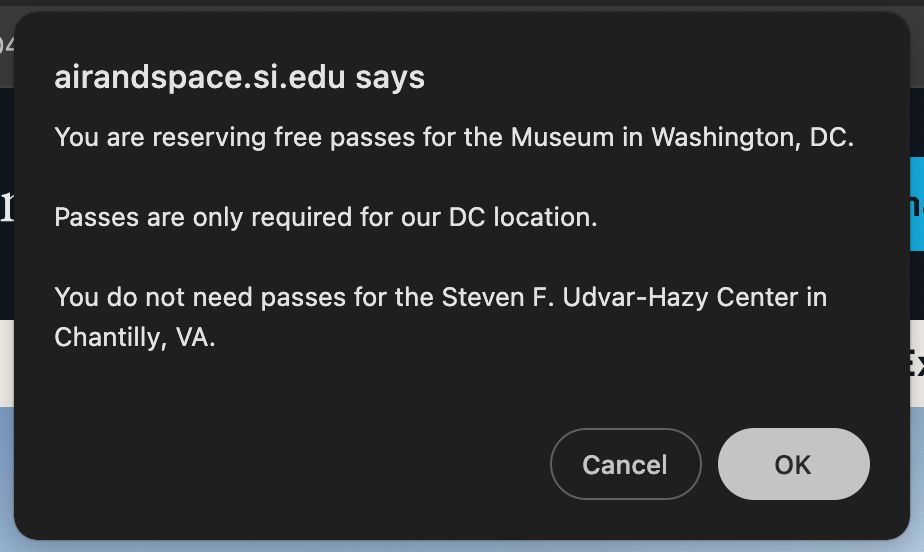 airandspace.si.edu says
You are reserving free passes for the Museum in Washington, DC.
Passes are only required for our DC location.
You do not need passes for the Steven F. Udvar-Hazy Center in
Chantilly, VA.
Cancel
OK